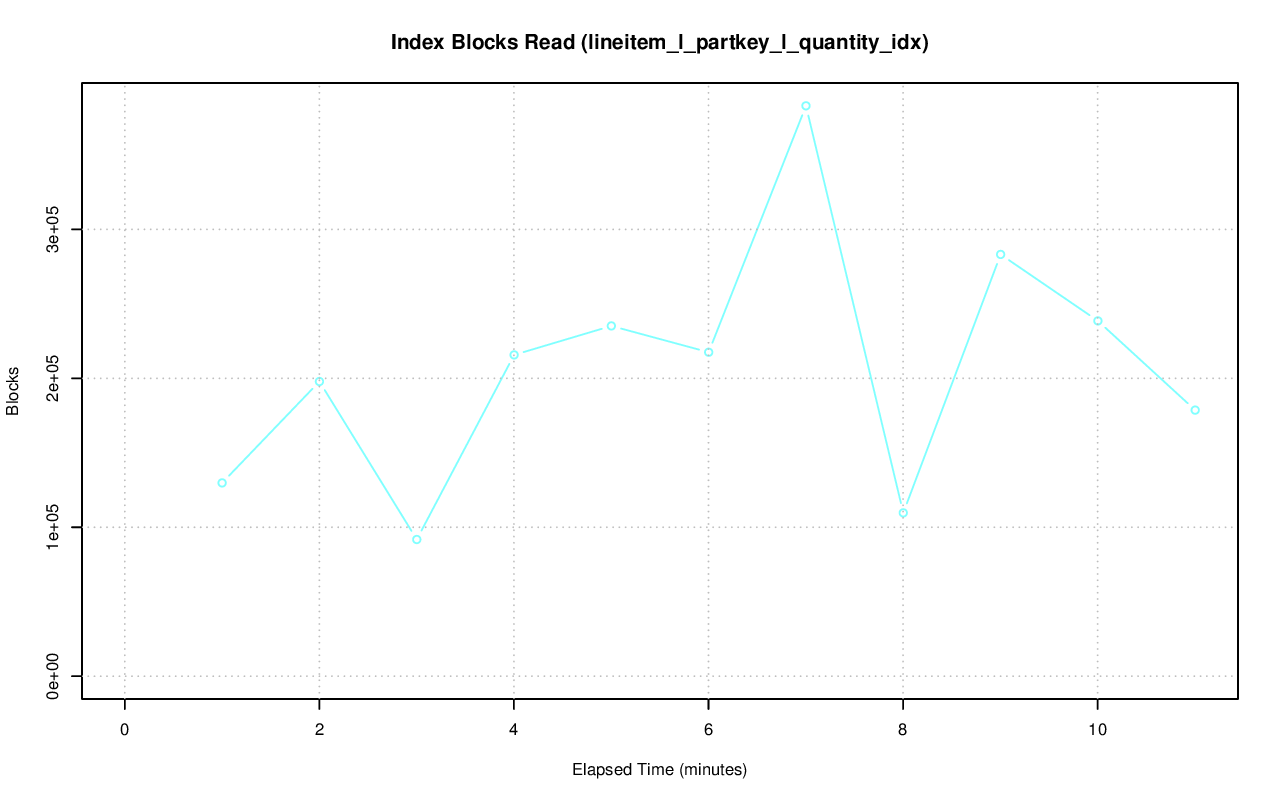 Index Blocks Read (lineitem_l_partkey_l_quantity_idx)
3e+05
2e+05
1e+05
0e+00
Blocks
0 2 4 6 8 10
Elapsed Time (minutes)